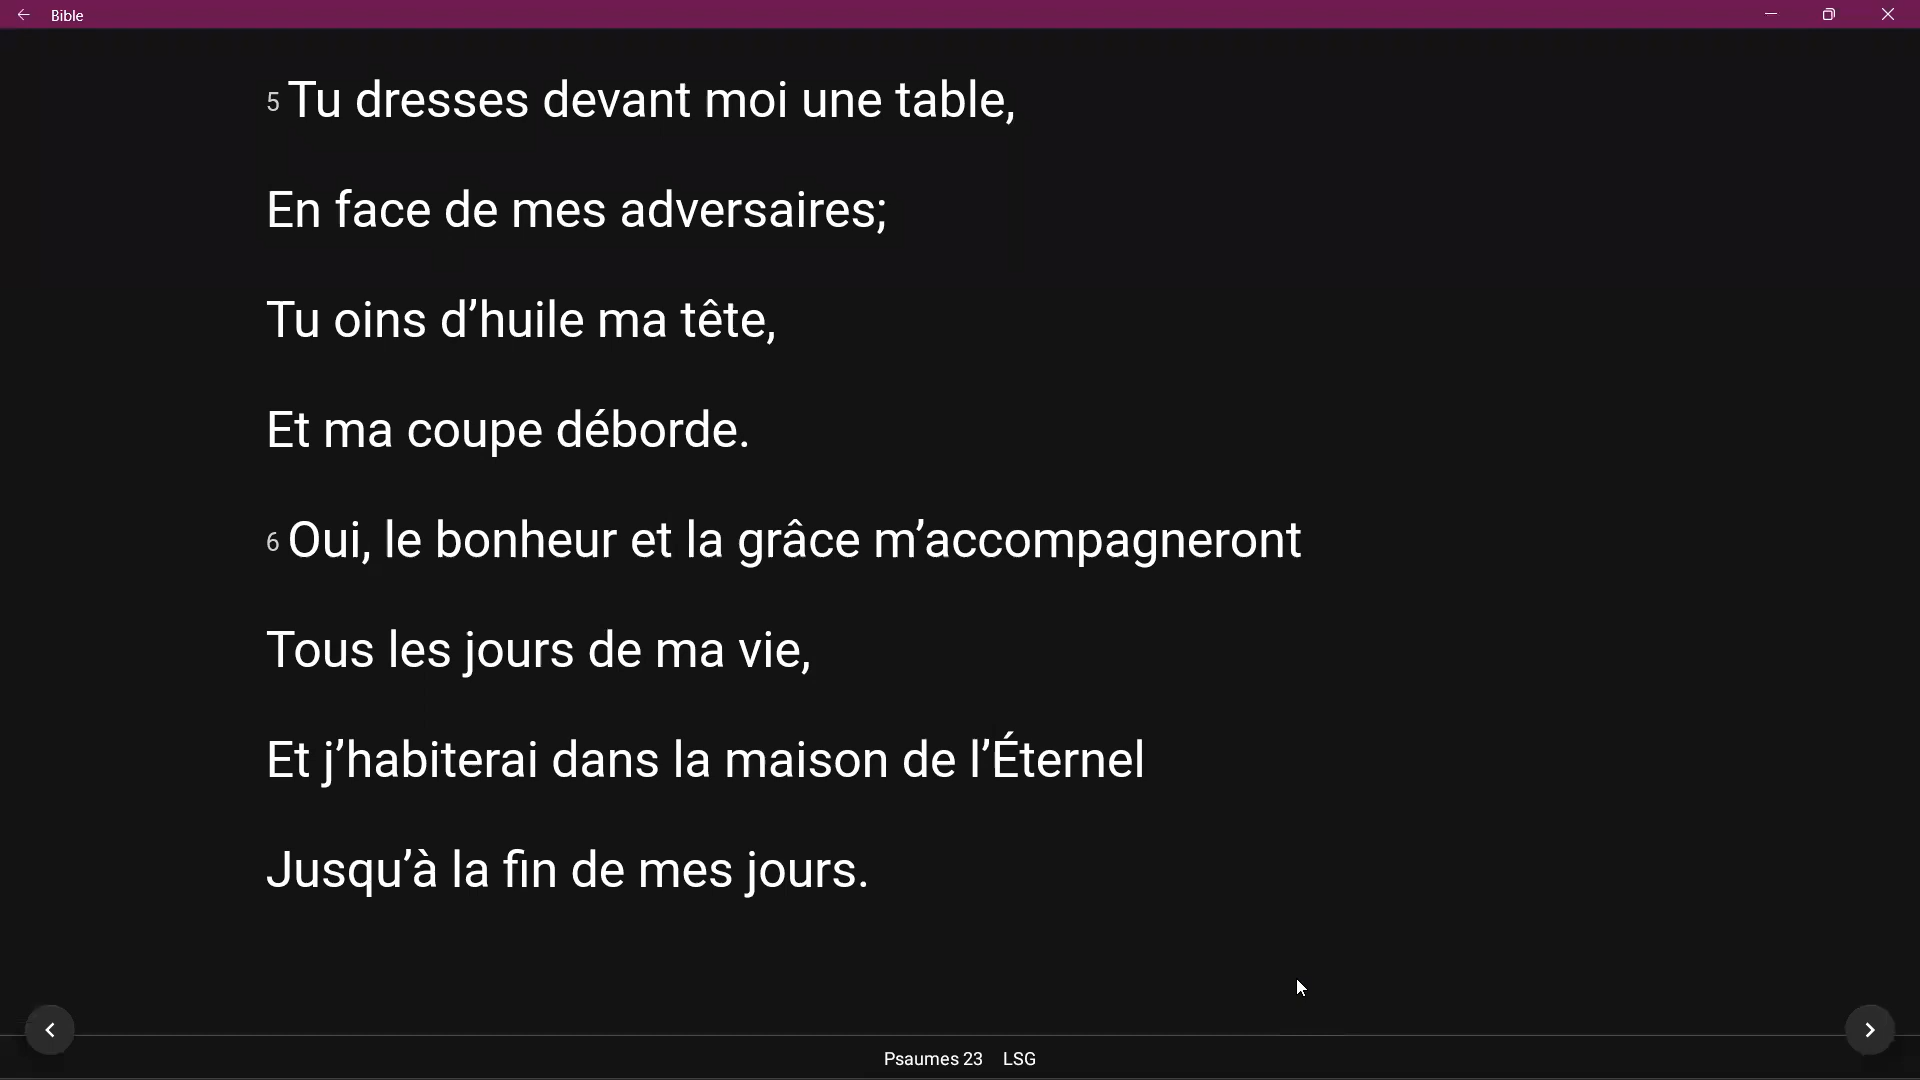 Bible
5 Tu dresses devant moi une table,
En face de mes adversaires;
Tu oins d’huile ma tête,
Et ma coupe déborde.
6 Oui, le bonheur et la grâce m’accompagneront
Tous les jours de ma vie,
Et j’habiterai dans la maison de l’Éternel
Jusqu’à la fin de mes jours.
Psaumes 23 LSG